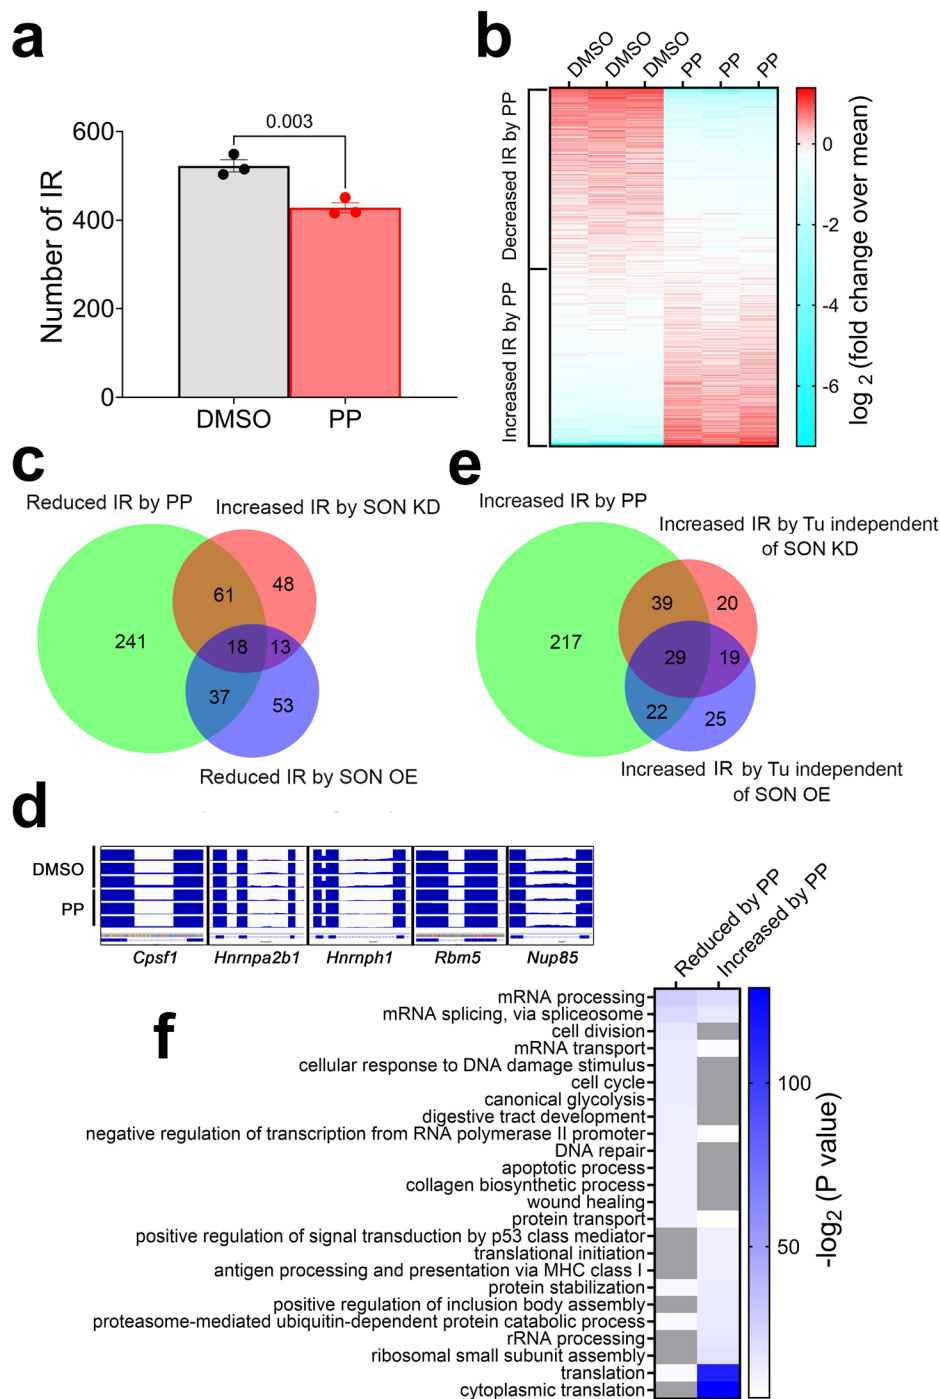 a
Number of IR
600
400
200
0
0.003
DMSO
PP
b
DMSO
DMSO
DMSO
PP
PP
PP
Decreased IR by PP
Increased IR by PP
0
-2
-4
-6
log 2 (fold change over mean)
c
Reduced IR by PP
Increased IR by SON KD
241
61
48
18
13
37
53
Reduced IR by SON OE
e
Increased IR by PP
Increased IR by Tu independent
of SON KD
217
39
20
29
19
22
25
Increased IR by Tu independent
of SON OE
d
DMSO
PP
Cpsf1
Hnrnpa2b1
Hnrnph1
Rbm5
Nup85
f
Reduced by PP
Increased by PP
mRNA processing
mRNA splicing, via spliceosome
cell division
mRNA transport
cellular response to DNA damage stimulus
cell cycle
canonical glycolysis
digestive tract development
negative regulation of transcription from RNA polymerase II promoter
DNA repair
apoptotic process
collagen biosynthetic process
wound healing
protein transport
positive regulation of signal transduction by p53 class mediator
translational initiation
antigen processing and presentation via MHC class I
protein stabilization
positive regulation of inclusion body assembly
proteasome-mediated ubiquitin-dependent protein catabolic process
rRNA processing
ribosomal small subunit assembly
translation
cytoplasmic translation
100
50
-log2 (P value)